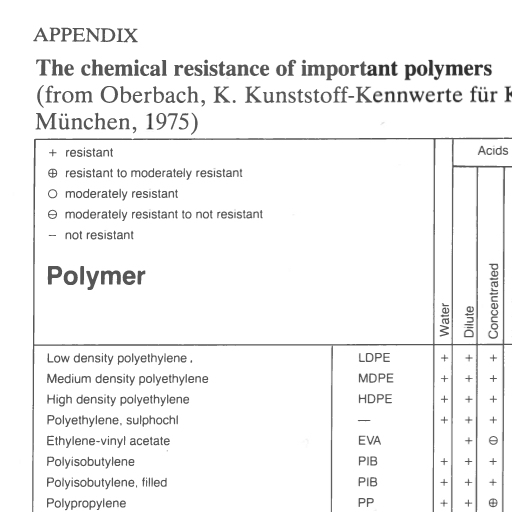 APPENDIX
The chemical resistance of important polymers
(from Oberbach, K. Kunststoff-Kennwerte für
München, 1975)
+ resistant
⊕ resistant to moderately resistant
○ moderately resistant
⊖ moderately resistant to not resistant
– not resistant
Polymer
Acids
Water
Dilute
Concentrated
Low density polyethylene, LDPE + + +
Medium density polyethylene MDPE + + +
High density polyethylene HDPE + + +
Polyethylene, sulphochl — + + +
Ethylene-vinyl acetate EVA + ⊖
Polyisobutylene PIB + + +
Polyisobutylene, filled PIB + + +
Polypropylene PP + + ⊕